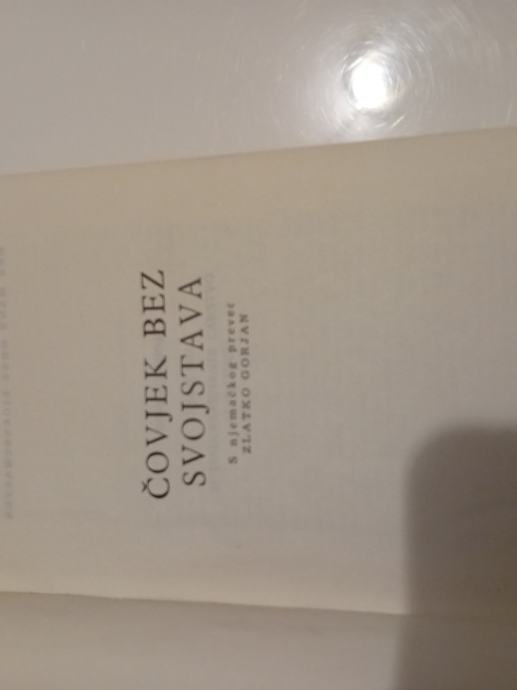 ČOVJEK BEZ
SVOJSTAVA
S njemačkog preveo
ZLATKO GORJAN